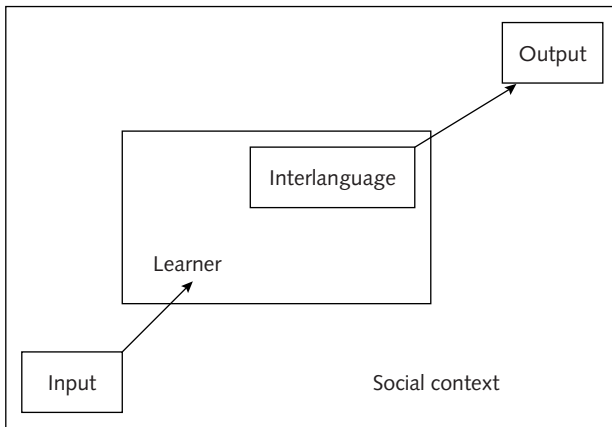 Output
Interlanguage
Learner
Input
Social context